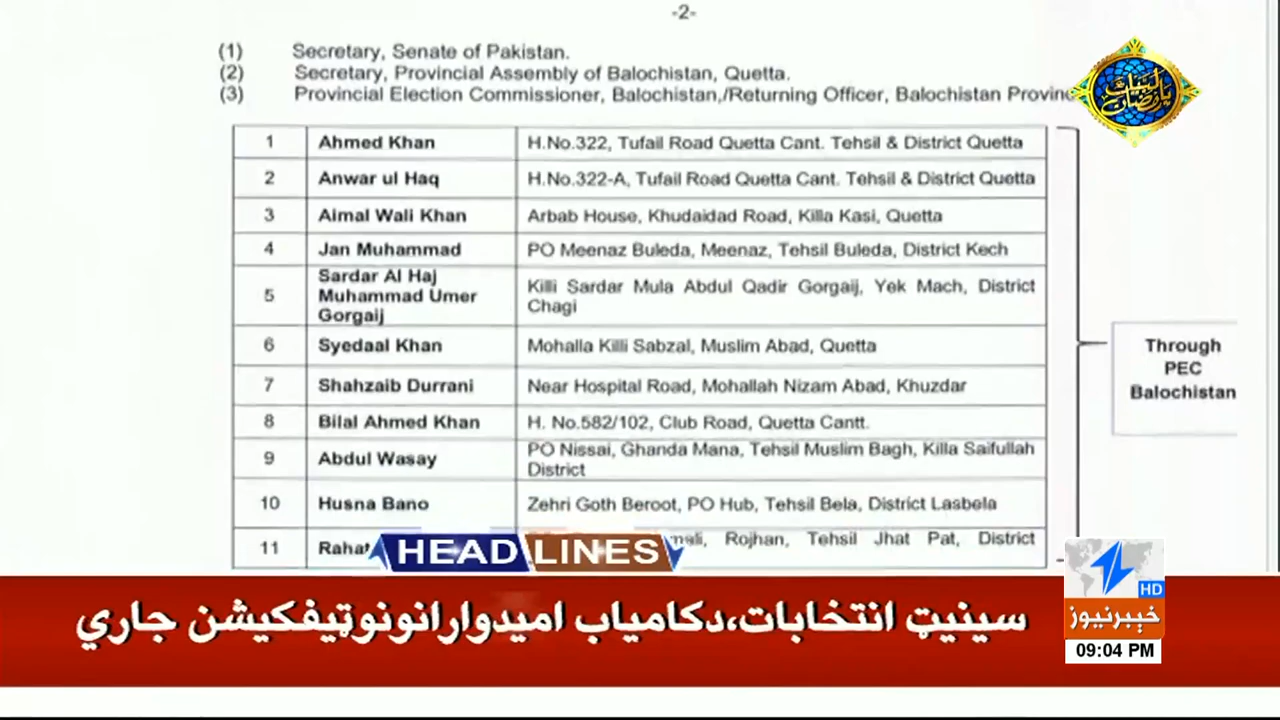 -2-
(1) Secretary, Senate of Pakistan.
(2) Secretary, Provincial Assembly of Balochistan, Quetta.
(3) Provincial Election Commissioner, Balochistan,/Returning Officer, Balochistan
1 Ahmed Khan H.No.322, Tufail Road Quetta Cant. Tehsil & District Quetta
2 Anwar ul Haq H.No.322-A, Tufail Road Quetta Cant. Tehsil & District Quetta
3 Aimal Wali Khan Arbab House, Khudaidad Road, Killa Kasi, Quetta
4 Jan Muhammad PO Meenaz Buleda, Meenaz, Tehsil Buleda, District Kech
5 Sardar Al Haj Muhammad Umer Gorgaij Killi Sardar Mula Abdul Qadir Gorgaij, Yek Mach, District Chagi
6 Syedaal Khan Mohalla Killi Sabzal, Muslim Abad, Quetta
7 Shahzaib Durrani Near Hospital Road, Mohallah Nizam Abad, Khuzdar
8 Bilal Ahmed Khan H. No.582/102, Club Road, Quetta Cantt.
9 Abdul Wasay PO Nissai, Ghanda Mana, Tehsil Muslim Bagh, Killa Saifullah District
10 Husna Bano Zehri Goth Beroot, PO Hub, Tehsil Bela, District Lasbela
11 Rojhan, Tehsil Jhat Pat, District
Through
PEC
Balochistan
HEADLINES
سينيټ انتخابات،دکامياب اميدوارانونوټيفکيشن جاري
HD
خيبرنيوز
09:04 PM